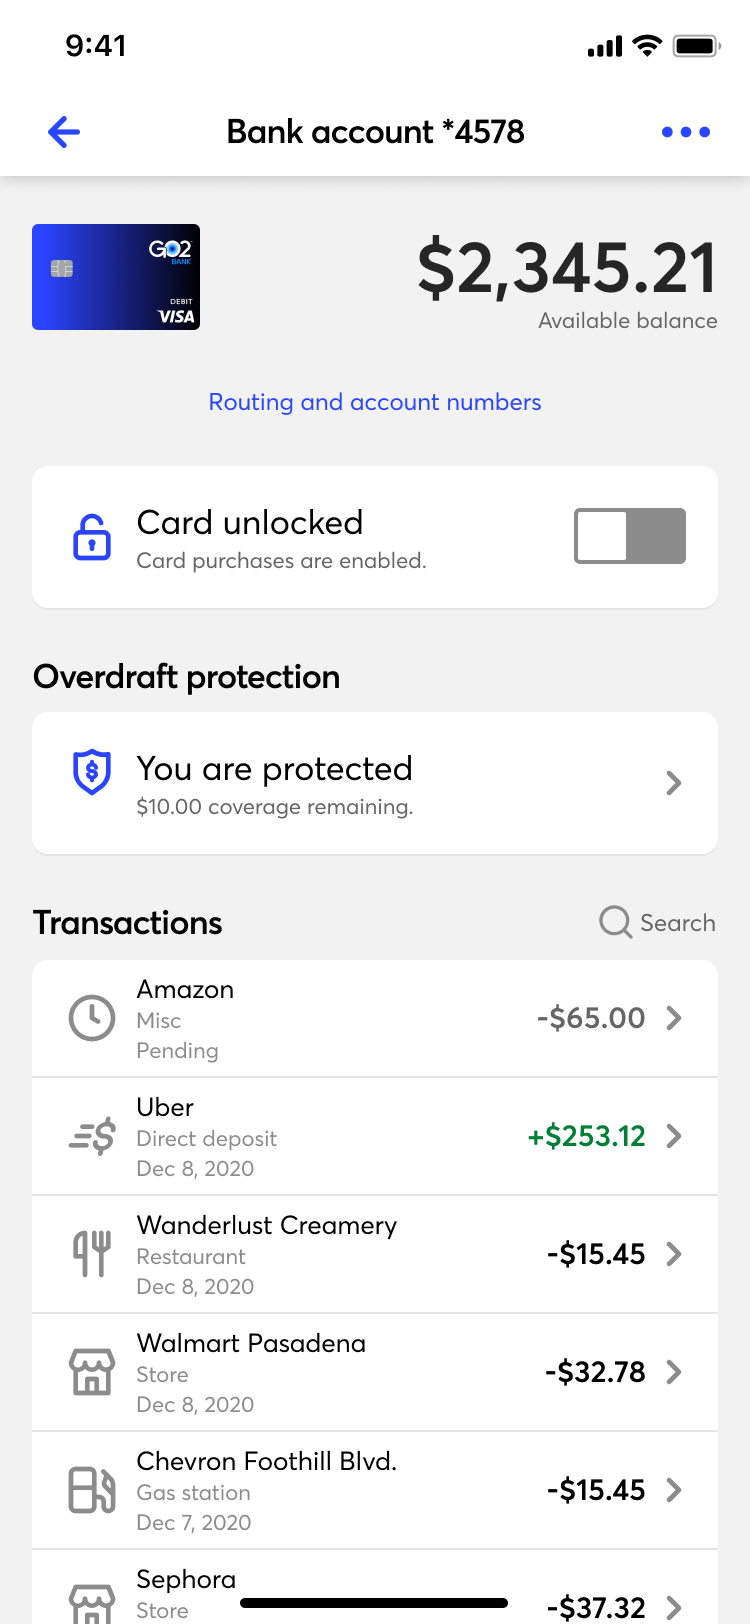 9:41
Bank account *4578
GO2
BANK
DEBIT
VISA
$2,345.21
Available balance
Routing and account numbers
Card unlocked
Card purchases are enabled.
Overdraft protection
You are protected
$10.00 coverage remaining.
Transactions
Search
Amazon
Misc
Pending
-$65.00
Uber
Direct deposit
Dec 8, 2020
+$253.12
Wanderlust Creamery
Restaurant
Dec 8, 2020
-$15.45
Walmart Pasadena
Store
Dec 8, 2020
-$32.78
Chevron Foothill Blvd.
Gas station
Dec 7, 2020
-$15.45
Sephora
Store
-$37.32